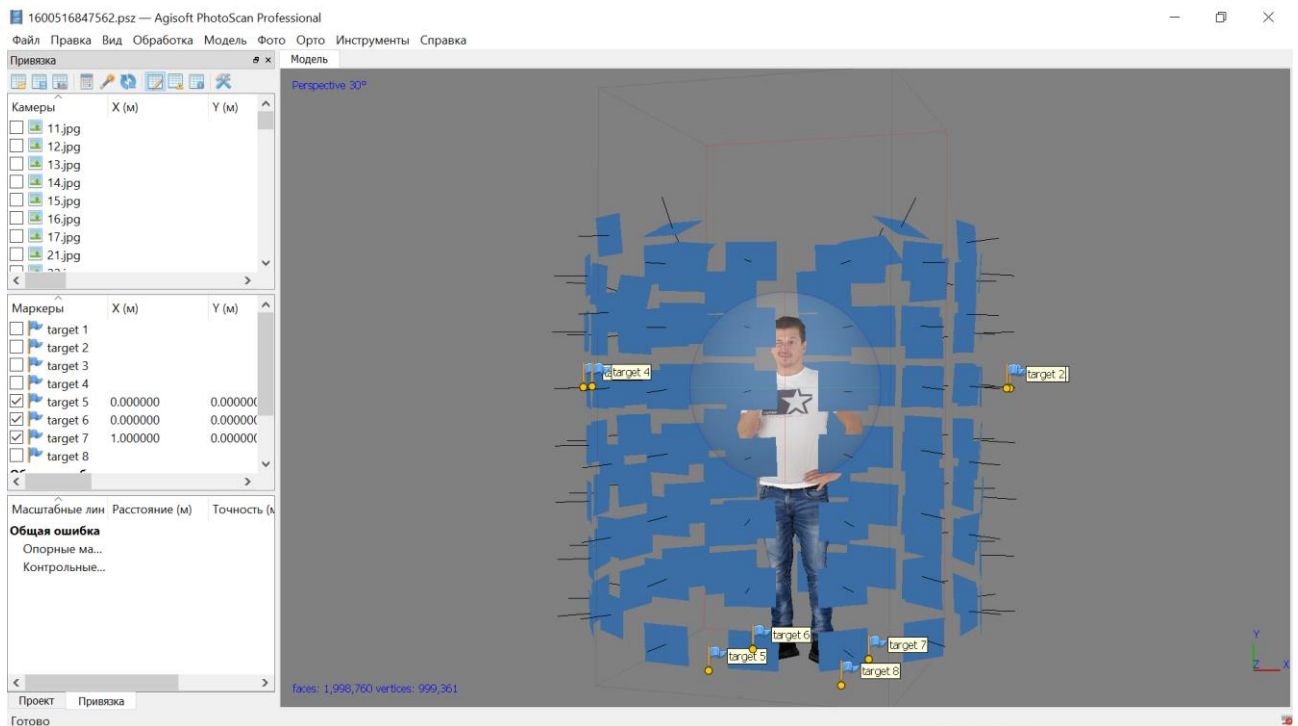 1600516847562.psz — Agisoft PhotoScan Professional
Файл Правка Вид Обработка Модель Фото Орто Инструменты Справка
Привязка
Модель
Perspective 30°
Камеры X (м) Y (м)
11.jpg
12.jpg
13.jpg
14.jpg
15.jpg
16.jpg
17.jpg
21.jpg
Маркеры X (м) Y (м)
target 1
target 2
target 3
target 4
target 5 0.000000 0.00000
target 6 0.000000 0.00000
target 7 1.000000 0.00000
target 8
Масштабные лин Расстояние (м) Точность (м
Общая ошибка
Опорные ма...
Контрольные...
target 4
target 2
target 6
target 5
target 7
target 8
Y
Z X
faces: 1,998,760 vertices: 999,361
Проект Привязка
Готово